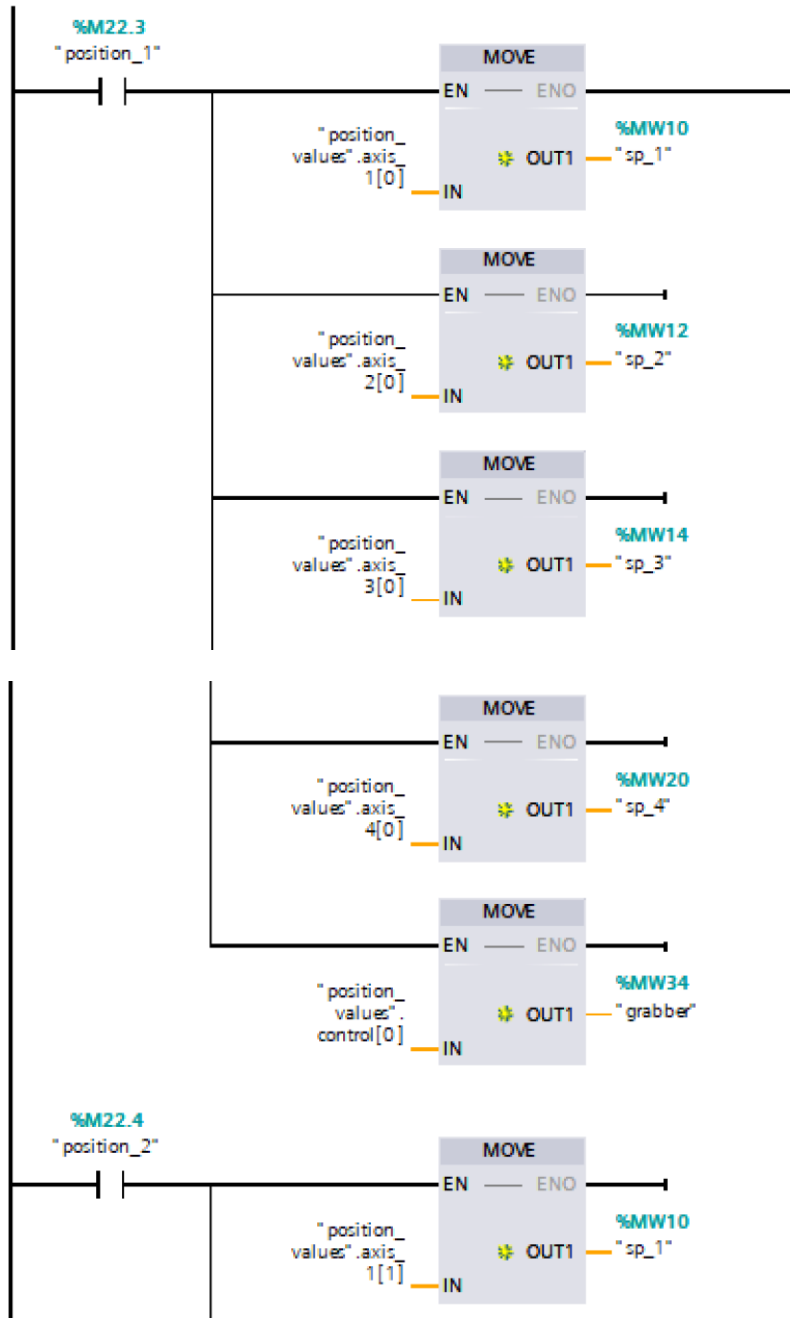 %M22.3
"position_1"
MOVE
EN ENO
%MW10
"position_
values".axis_
1[0]
OUT1
"sp_1"
IN
MOVE
EN ENO
%MW12
"position_
values".axis_
2[0]
OUT1
"sp_2"
IN
MOVE
EN ENO
%MW14
"position_
values".axis_
3[0]
OUT1
"sp_3"
IN
MOVE
EN ENO
%MW20
"position_
values".axis_
4[0]
OUT1
"sp_4"
IN
MOVE
EN ENO
%MW34
"position_
values".
control[0]
OUT1
"grabber"
IN
%M22.4
"position_2"
MOVE
EN ENO
%MW10
"position_
values".axis_
1[1]
OUT1
"sp_1"
IN